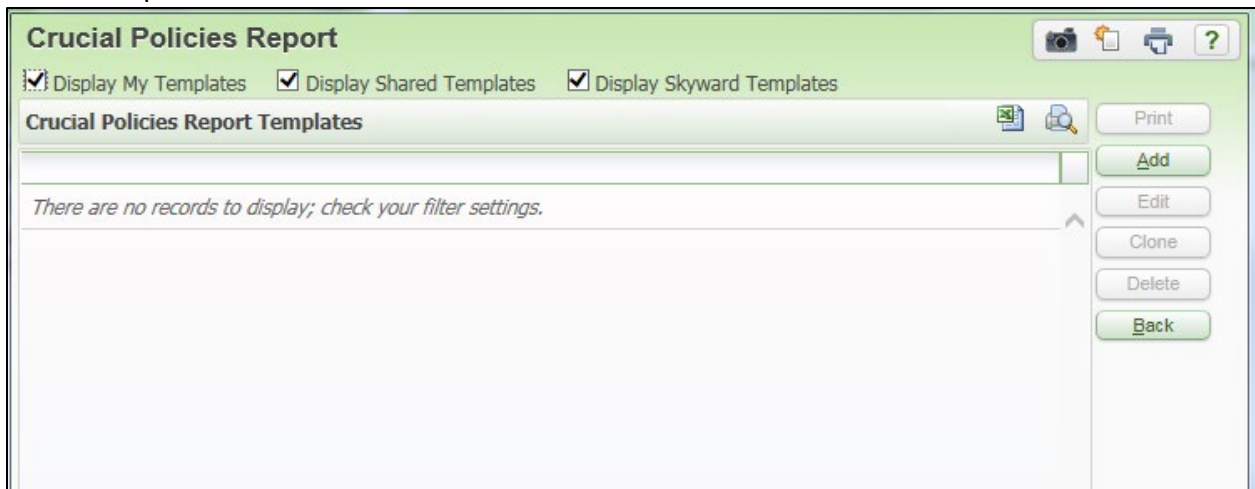 Crucial Policies Report
?
Display My Templates Display Shared Templates Display Skyward Templates
Crucial Policies Report Templates
Print
Add
There are no records to display; check your filter settings.
Edit
Clone
Delete
Back